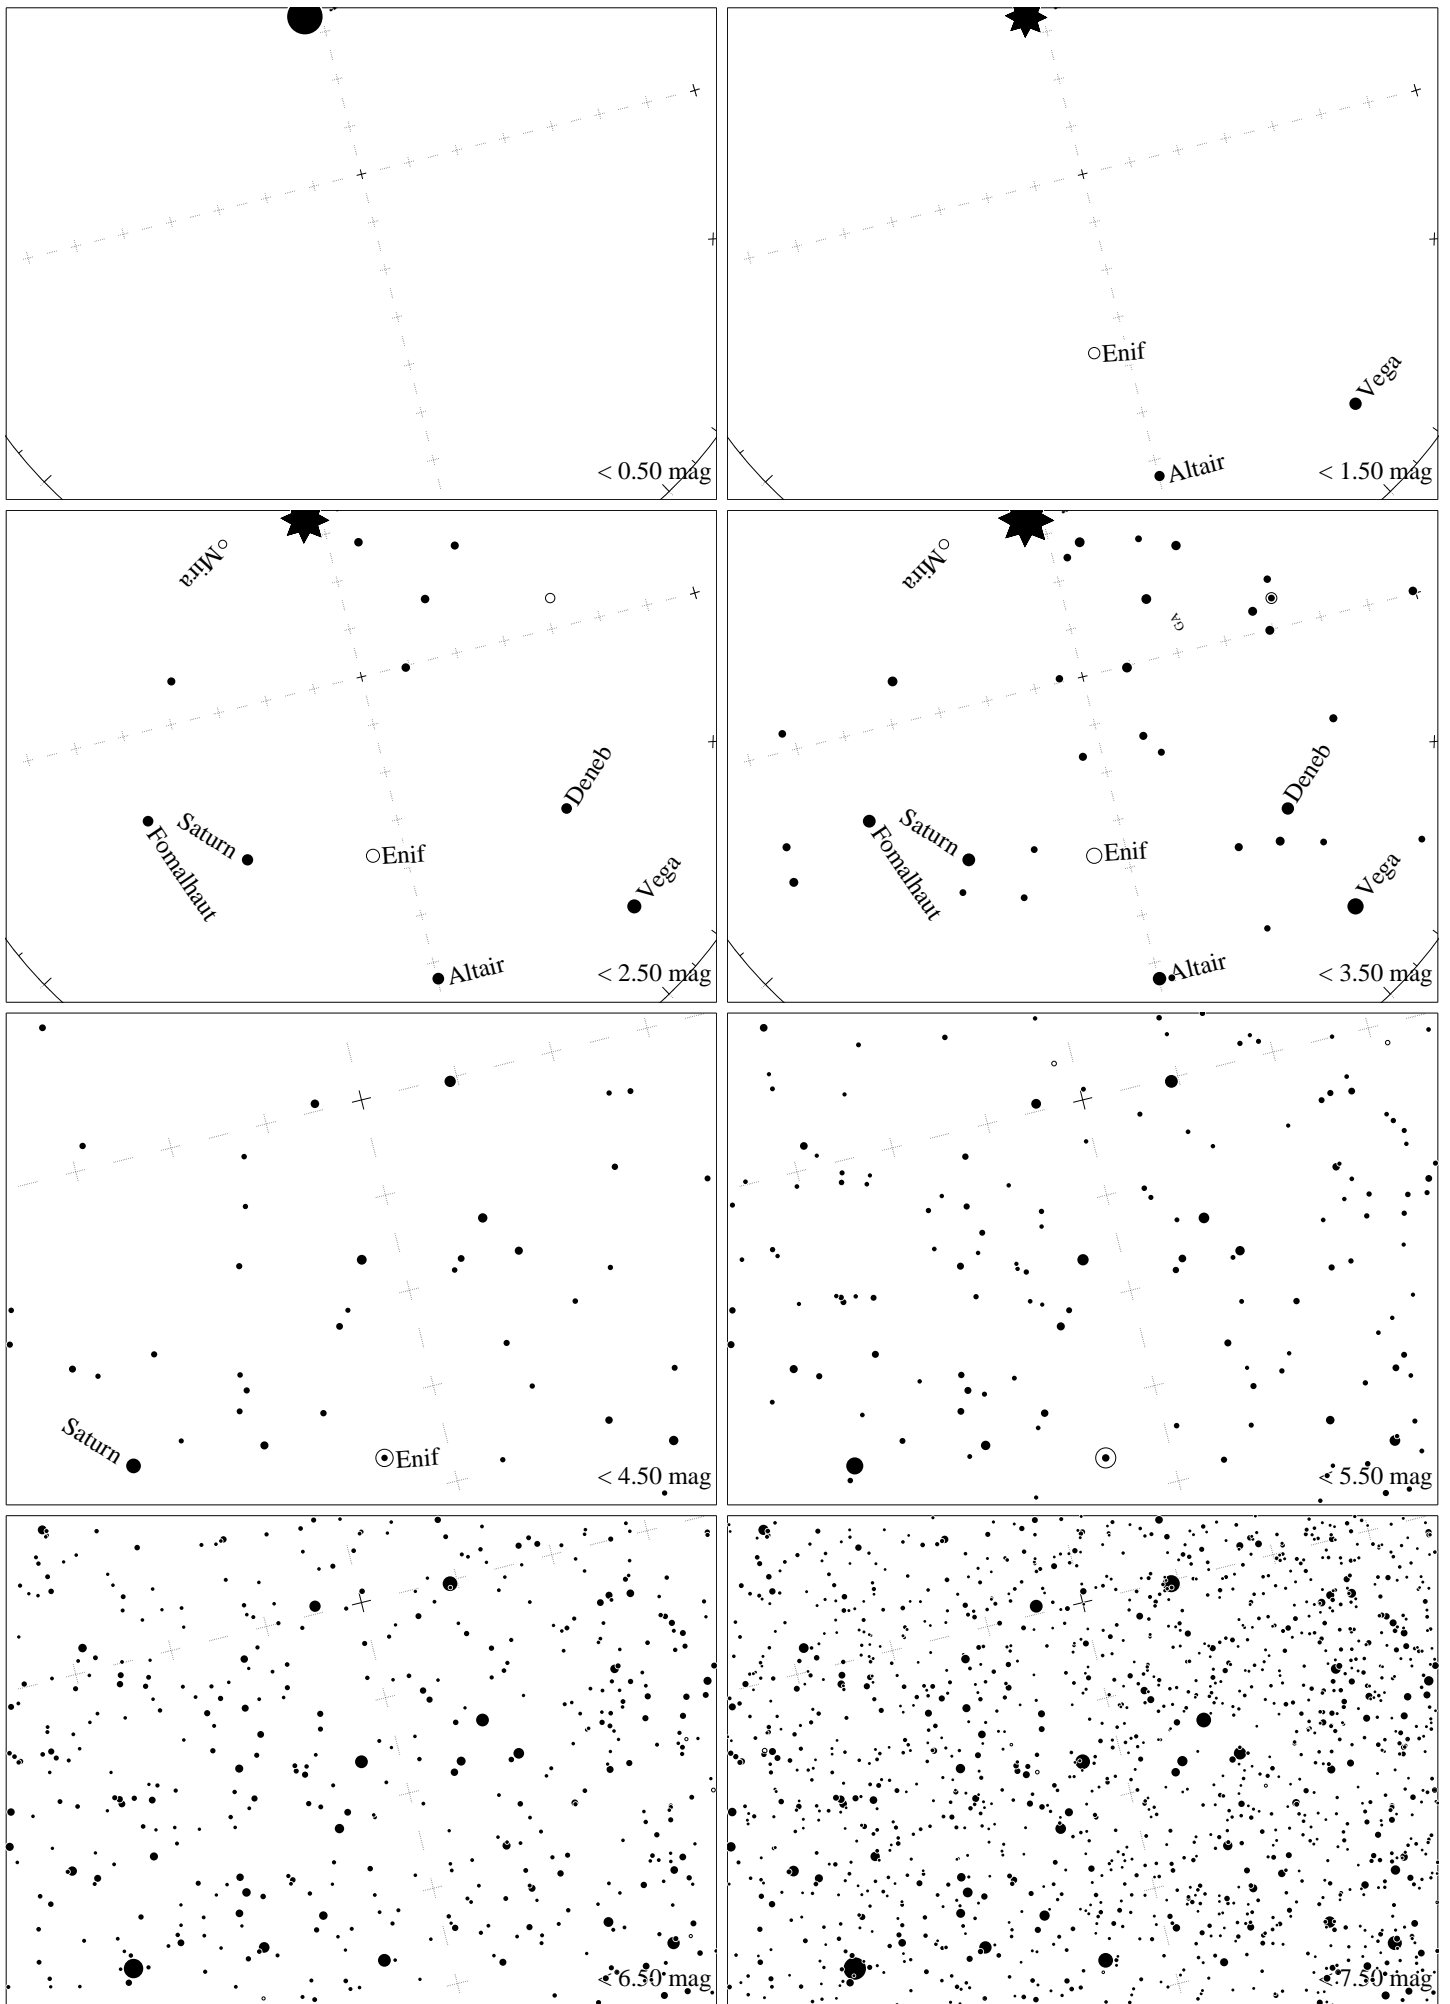 < 0.50 mag
Enif
Vega
Altair
< 1.50 mag
Mira
Deneb
Saturn
Fomalhaut
Enif
Vega
Altair
< 2.50 mag
Mira
GA
Deneb
Saturn
Fomalhaut
Enif
Vega
Altair
< 3.50 mag
Saturn
Enif
< 4.50 mag
< 5.50 mag
< 6.50 mag
< 7.50 mag